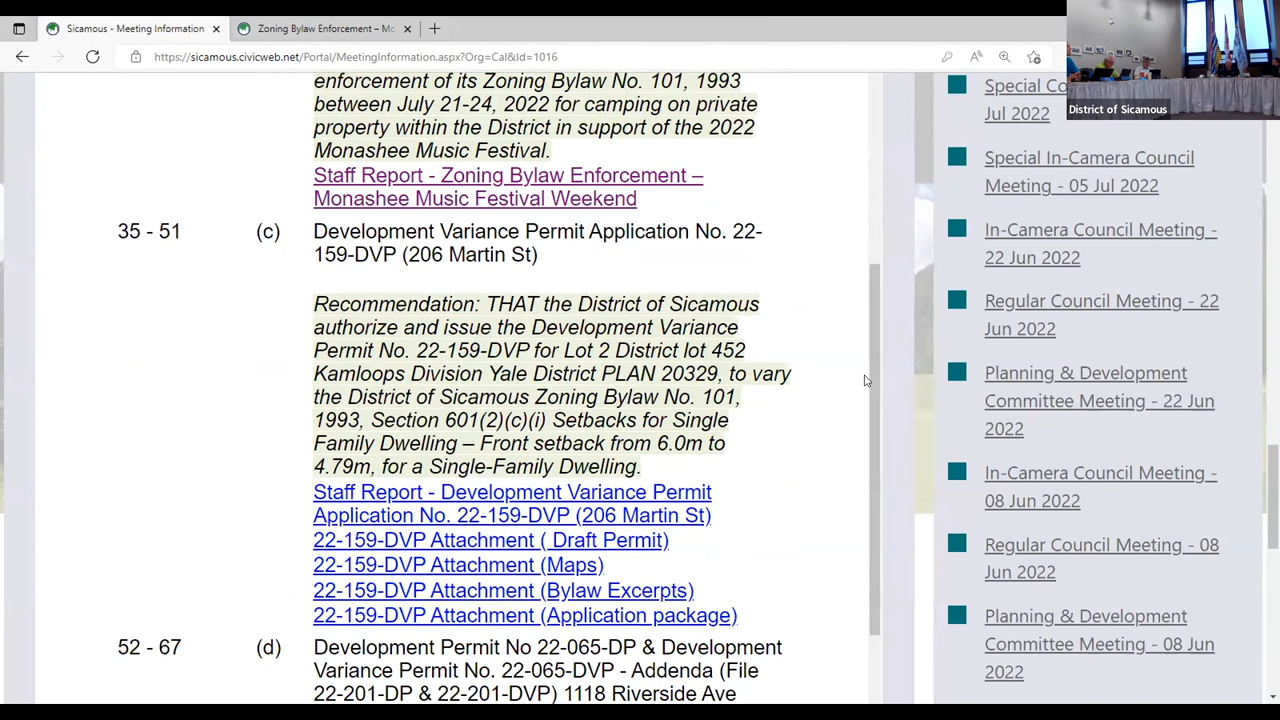 Sicamous - Meeting Information
Zoning Bylaw Enforcement – Mo
https://sicamous.civicweb.net/Portal/MeetingInformation.aspx?Org=Cal&Id=1016
District of Sicamous
enforcement of its Zoning Bylaw No. 101, 1993
between July 21-24, 2022 for camping on private
property within the District in support of the 2022
Monashee Music Festival.
Staff Report - Zoning Bylaw Enforcement –
Monashee Music Festival Weekend
35 - 51 (c) Development Variance Permit Application No. 22-
159-DVP (206 Martin St)
Recommendation: THAT the District of Sicamous
authorize and issue the Development Variance
Permit No. 22-159-DVP for Lot 2 District lot 452
Kamloops Division Yale District PLAN 20329, to vary
the District of Sicamous Zoning Bylaw No. 101,
1993, Section 601(2)(c)(i) Setbacks for Single
Family Dwelling – Front setback from 6.0m to
4.79m, for a Single-Family Dwelling.
Staff Report - Development Variance Permit
Application No. 22-159-DVP (206 Martin St)
22-159-DVP Attachment ( Draft Permit)
22-159-DVP Attachment (Maps)
22-159-DVP Attachment (Bylaw Excerpts)
22-159-DVP Attachment (Application package)
52 - 67 (d) Development Permit No 22-065-DP & Development
Variance Permit No. 22-065-DVP - Addenda (File
22-201-DP & 22-201-DVP) 1118 Riverside Ave
Special Co
Jul 2022
Special In-Camera Council
Meeting - 05 Jul 2022
In-Camera Council Meeting -
22 Jun 2022
Regular Council Meeting - 22
Jun 2022
Planning & Development
Committee Meeting - 22 Jun
2022
In-Camera Council Meeting -
08 Jun 2022
Regular Council Meeting - 08
Jun 2022
Planning & Development
Committee Meeting - 08 Jun
2022